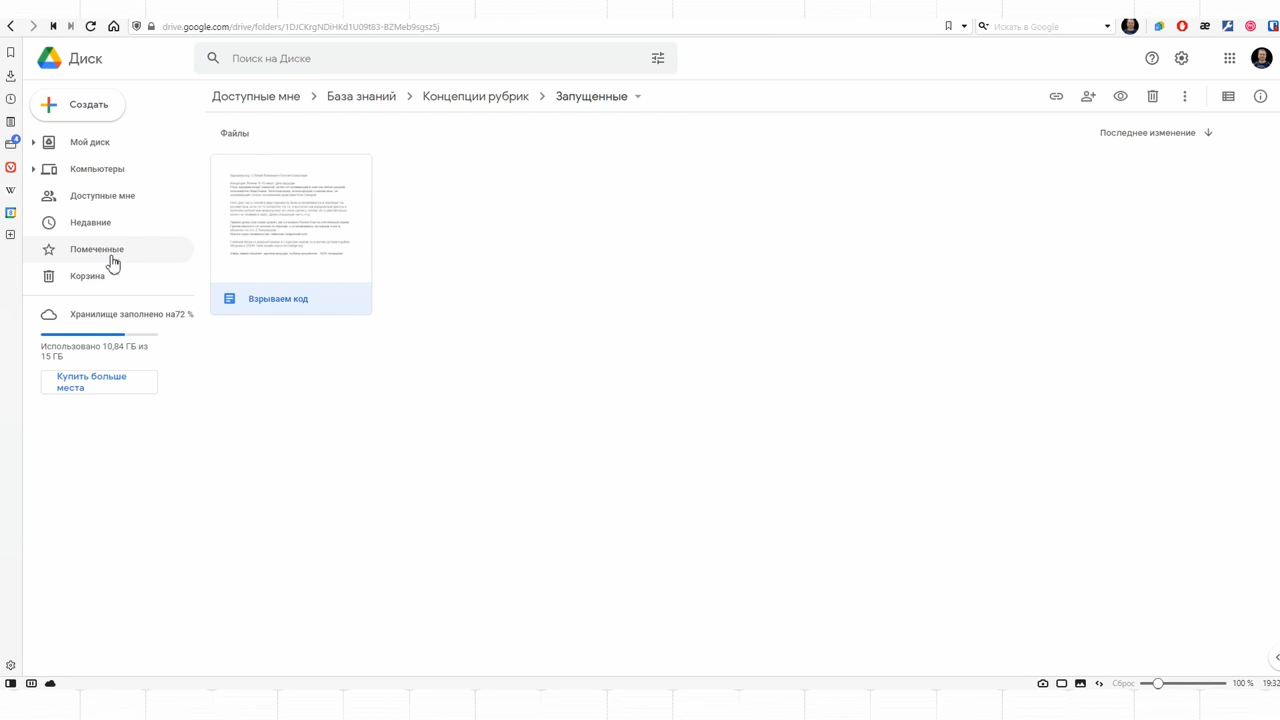 drive.google.com/drive/folders/1DJCKrgNDiHKd1U09t83-BZMeb9sgsz5j
Искать в Google
Диск
Поиск на Диске
Создать
Доступные мне
База знаний
Концепции рубрик
Запущенные
Файлы
Последнее изменение
4
Мой диск
Компьютеры
Доступные мне
Недавние
Помеченные
Корзина
Взрываем код
Хранилище заполнено на72 %
Использовано 10,84 ГБ из
15 ГБ
Купить больше
места
Сброс
100 %
19:32